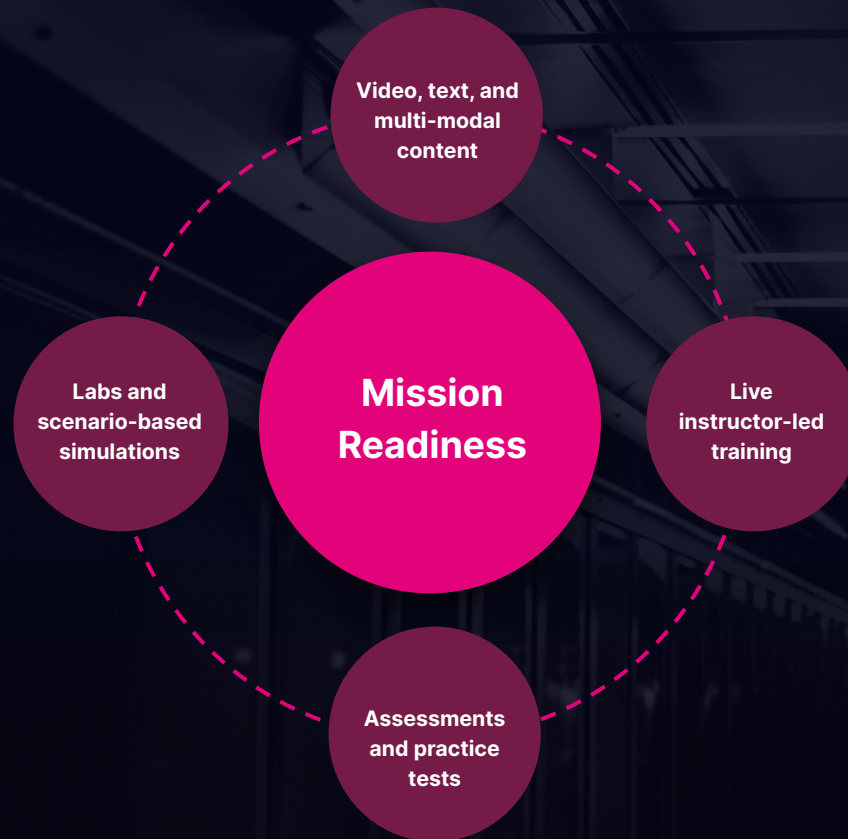 Video, text, and
multi-modal
content
Labs and
scenario-based
simulations
Mission
Readiness
Live
instructor-led
training
Assessments
and practice
tests